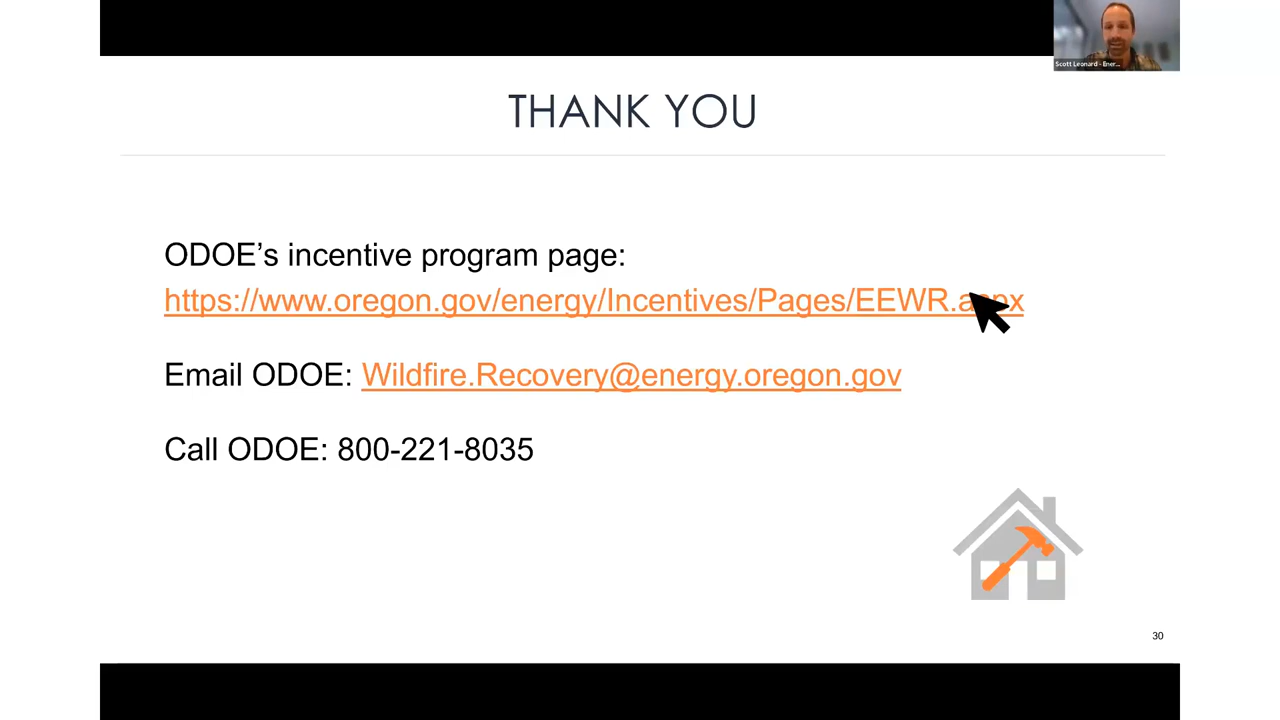 Scott Leonard - Ener...
THANK YOU
ODOE’s incentive program page:
https://www.oregon.gov/energy/Incentives/Pages/EEWR.aspx
Email ODOE: Wildfire.Recovery@energy.oregon.gov
Call ODOE: 800-221-8035
30